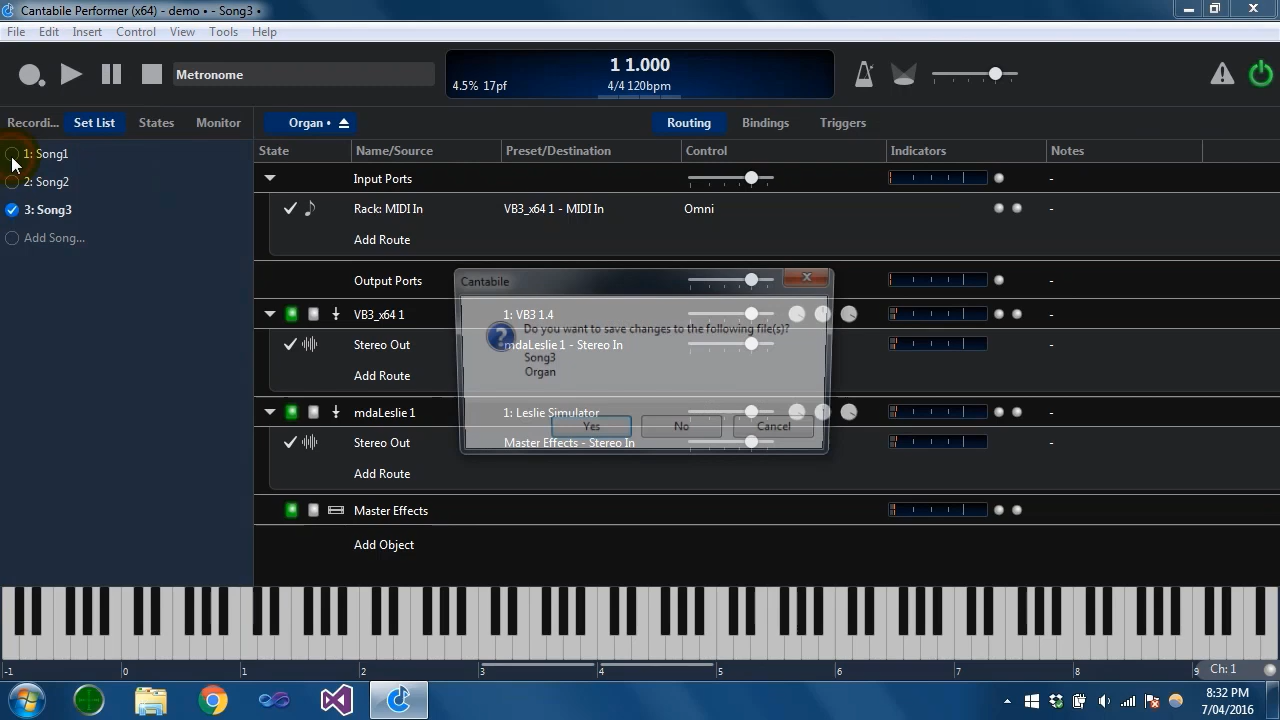 Cantabile Performer (x64) - demo • - Song3 •
File Edit Insert Control View Tools Help
Metronome
1 1.000
4.5% 17pf 4/4 120bpm
Recordi... Set List States Monitor
Organ • Routing Bindings Triggers
State Name/Source Preset/Destination Control Indicators Notes
1: Song1
2: Song2
3: Song3
Add Song...
Input Ports -
Rack: MIDI In VB3_x64 1 - MIDI In Omni -
Add Route
Output Ports -
VB3_x64 1 1: VB3 1.4 -
Stereo Out mdaLeslie 1 - Stereo In -
Add Route
mdaLeslie 1 1: Leslie Simulator -
Stereo Out Master Effects - Stereo In -
Add Route
Master Effects -
Add Object
Cantabile
Do you want to save changes to the following file(s)?
Song3
Organ
Yes No Cancel
-1 0 1 2 3 4 5 6 7 8 9
Ch: 1
8:32 PM
7/04/2016